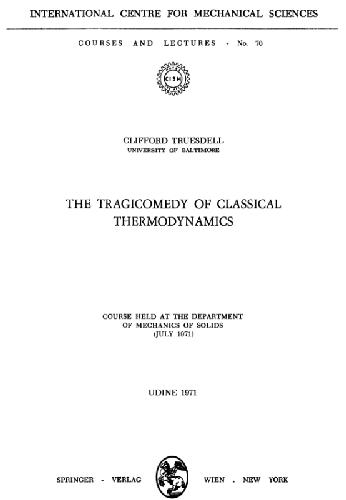 INTERNATIONAL CENTRE FOR MECHANICAL SCIENCES
COURSES AND LECTURES - No. 70
CISM
CLIFFORD TRUESDELL
UNIVERSITY OF BALTIMORE
THE TRAGICOMEDY OF CLASSICAL
THERMODYNAMICS
COURSE HELD AT THE DEPARTMENT
OF MECHANICS OF SOLIDS
(JULY 1971)
UDINE 1971
SPRINGER - VERLAG WIEN - NEW YORK